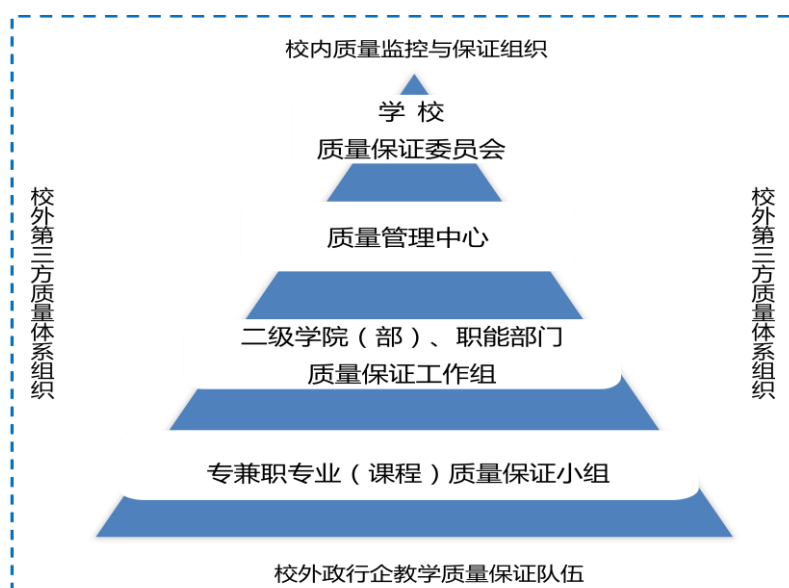 校内质量监控与保证组织
学 校
质量保证委员会
质量管理中心
二级学院（部）、职能部门
质量保证工作组
专兼职专业（课程）质量保证小组
校外政行企教学质量保证队伍
校外第三方质量体系组织
校外第三方质量体系组织